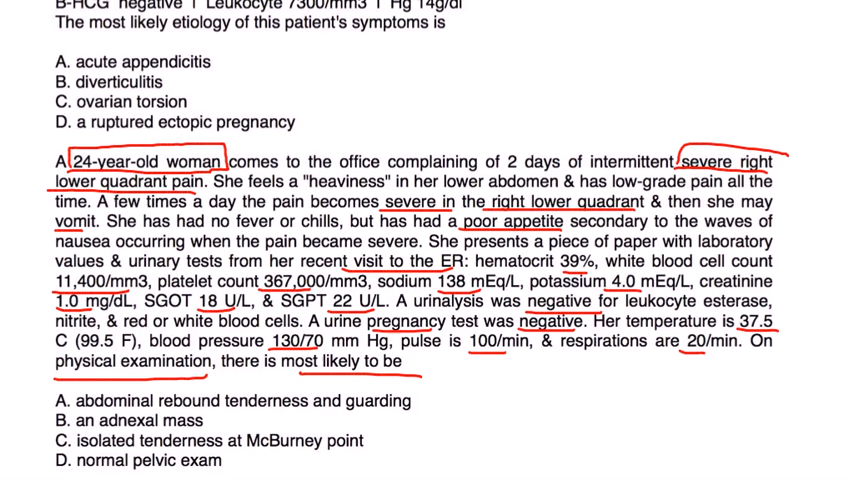 B-HCG negative | Leukocyte 7300/mm3 | Hg 14g/dl
The most likely etiology of this patient's symptoms is
A. acute appendicitis
B. diverticulitis
C. ovarian torsion
D. a ruptured ectopic pregnancy
A 24-year-old woman comes to the office complaining of 2 days of intermittent severe right
lower quadrant pain. She feels a "heaviness" in her lower abdomen & has low-grade pain all the
time. A few times a day the pain becomes severe in the right lower quadrant & then she may
vomit. She has had no fever or chills, but has had a poor appetite secondary to the waves of
nausea occurring when the pain became severe. She presents a piece of paper with laboratory
values & urinary tests from her recent visit to the ER: hematocrit 39%, white blood cell count
11,400/mm3, platelet count 367,000/mm3, sodium 138 mEq/L, potassium 4.0 mEq/L, creatinine
1.0 mg/dL, SGOT 18 U/L, & SGPT 22 U/L. A urinalysis was negative for leukocyte esterase,
nitrite, & red or white blood cells. A urine pregnancy test was negative. Her temperature is 37.5
C (99.5 F), blood pressure 130/70 mm Hg, pulse is 100/min, & respirations are 20/min. On
physical examination, there is most likely to be
A. abdominal rebound tenderness and guarding
B. an adnexal mass
C. isolated tenderness at McBurney point
D. normal pelvic exam